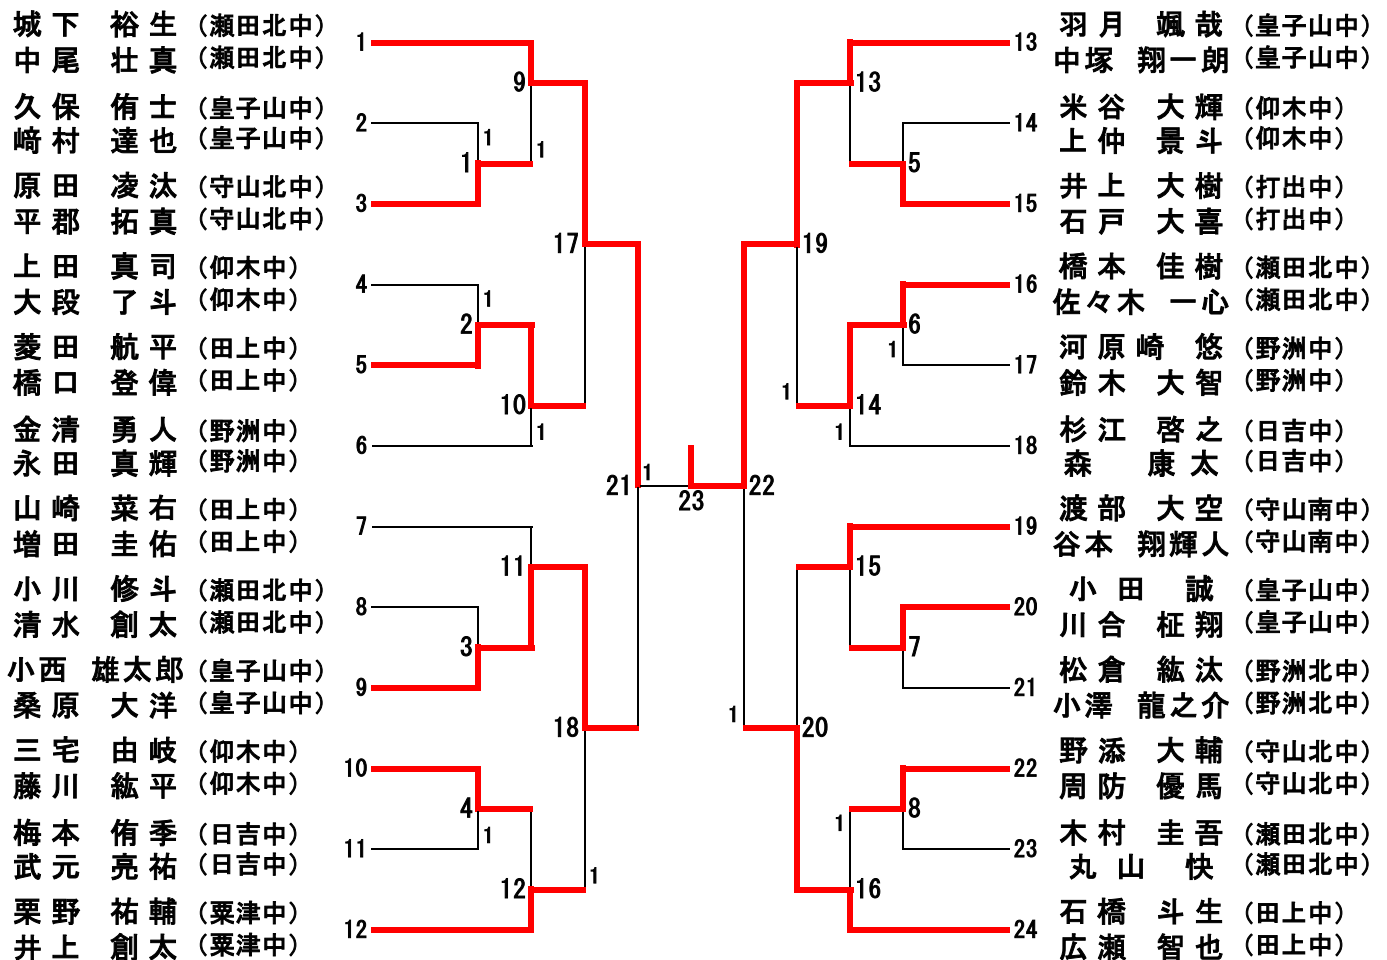 城下 裕生 (瀬田北中)
中尾 壮真 (瀬田北中)
1
久保 侑士 (皇子山中)
﨑村 達也 (皇子山中)
2
原田 凌汰 (守山北中)
平郡 拓真 (守山北中)
3
上田 真司 (仰木中)
大段 了斗 (仰木中)
4
菱田 航平 (田上中)
橋口 登偉 (田上中)
5
金清 勇人 (野洲中)
永田 真輝 (野洲中)
6
山崎 菜右 (田上中)
増田 圭佑 (田上中)
7
小川 修斗 (瀬田北中)
清水 創太 (瀬田北中)
8
小西 雄太郎 (皇子山中)
桑原 大洋 (皇子山中)
9
三宅 由岐 (仰木中)
藤川 紘平 (仰木中)
10
梅本 侑季 (日吉中)
武元 亮祐 (日吉中)
11
栗野 祐輔 (粟津中)
井上 創太 (粟津中)
12
9
1
1
1
17
1
2
10
1
21
1
11
3
18
4
1
12
1
23
22
13
5
19
6
1
1
14
1
15
7
1
20
8
1
16
羽月 颯哉 (皇子山中)
中塚 翔一朗 (皇子山中)
13
米谷 大輝 (仰木中)
上仲 景斗 (仰木中)
14
井上 大樹 (打出中)
石戸 大喜 (打出中)
15
橋本 佳樹 (瀬田北中)
佐々木 一心 (瀬田北中)
16
河原崎 悠 (野洲中)
鈴木 大智 (野洲中)
17
杉江 啓之 (日吉中)
森 康太 (日吉中)
18
渡部 大空 (守山南中)
谷本 翔輝人 (守山南中)
19
小田 誠 (皇子山中)
川合 柾翔 (皇子山中)
20
松倉 紘汰 (野洲北中)
小澤 龍之介 (野洲北中)
21
野添 大輔 (守山北中)
周防 優馬 (守山北中)
22
木村 圭吾 (瀬田北中)
丸山 快 (瀬田北中)
23
石橋 斗生 (田上中)
広瀬 智也 (田上中)
24